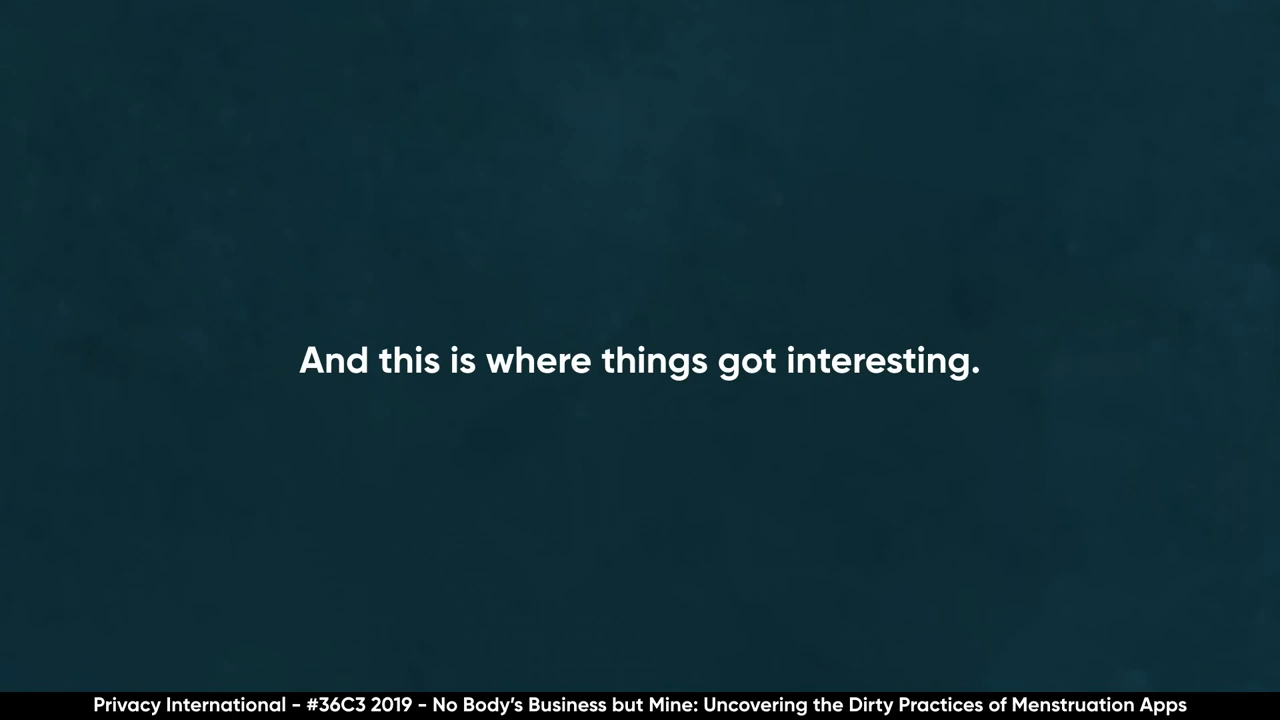 And this is where things got interesting.
Privacy International - #36C3 2019 - No Body's Business but Mine: Uncovering the Dirty Practices of Menstruation Apps